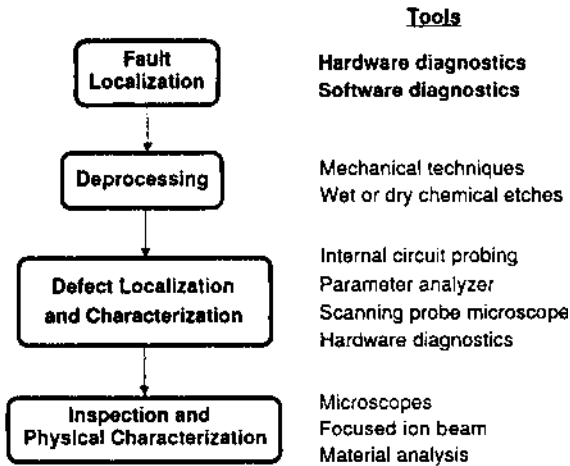 Tools
Fault
Localization
Hardware diagnostics
Software diagnostics
Deprocessing
Mechanical techniques
Wet or dry chemical etches
Defect Localization
and Characterization
Internal circuit probing
Parameter analyzer
Scanning probe microscope
Hardware diagnostics
Inspection and
Physical Characterization
Microscopes
Focused ion beam
Material analysis